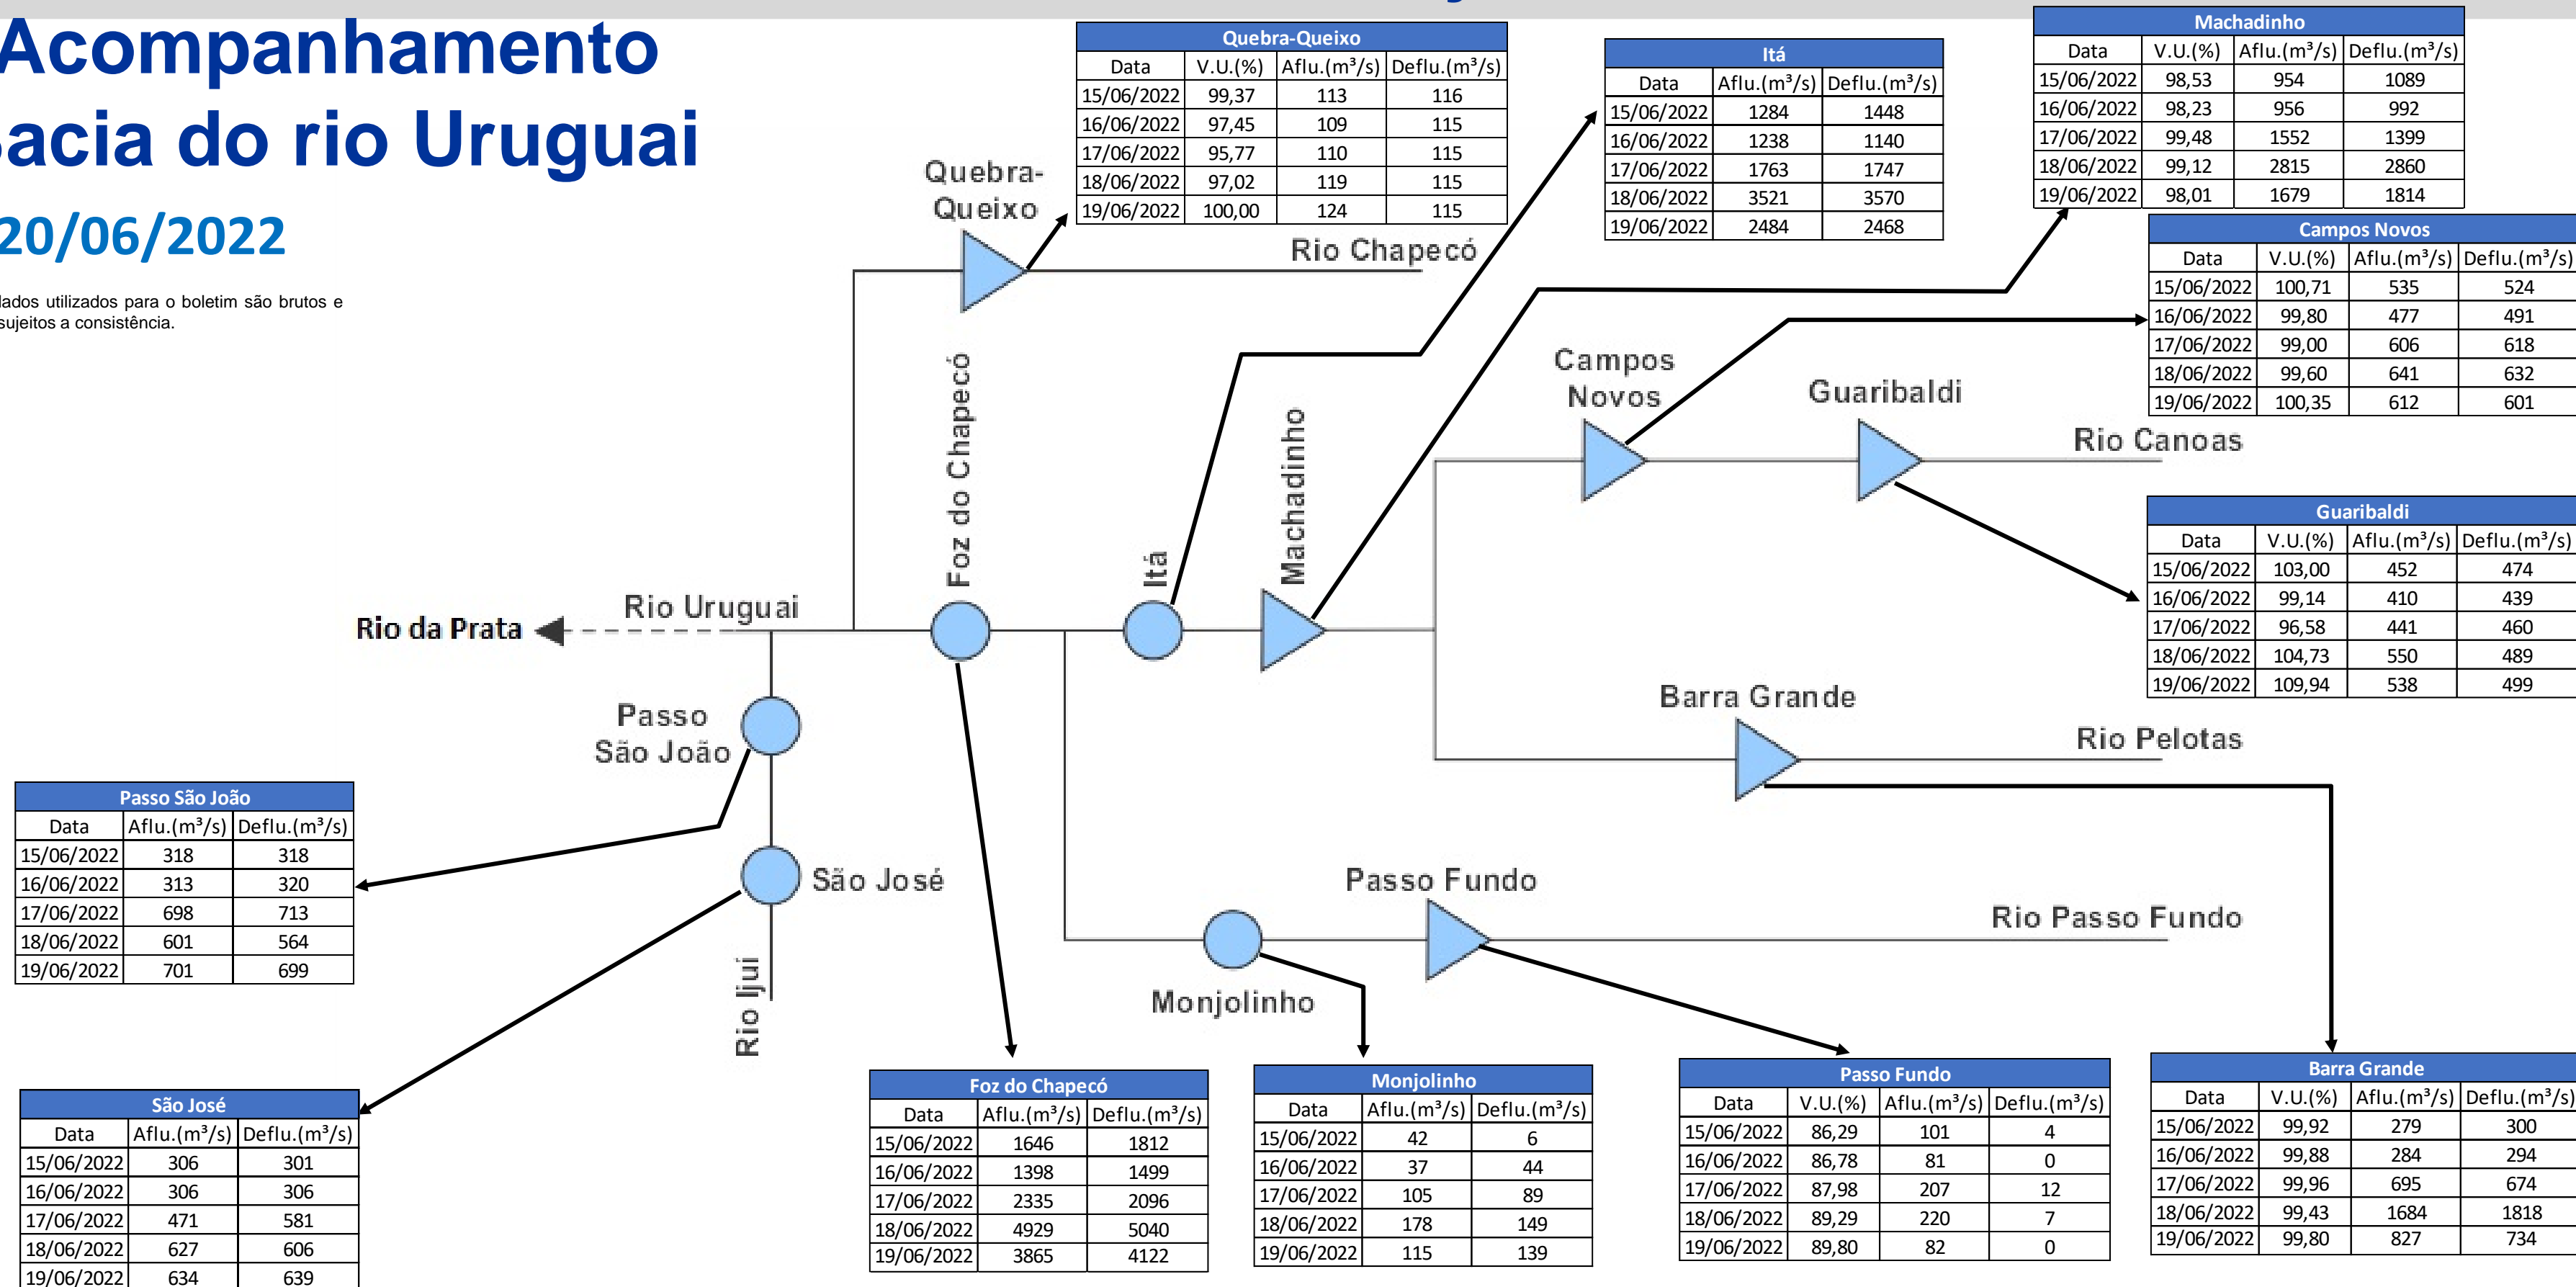 Acompanhamento
acia do rio Uruguai
20/06/2022
dados utilizados para o boletim são brutos e
sujeitos a consistência.
Quebra-Queixo
Data V.U.(%) Aflu.(m³/s) Deflu.(m³/s)
15/06/2022 99,37 113 116
16/06/2022 97,45 109 115
17/06/2022 95,77 110 115
18/06/2022 97,02 119 115
19/06/2022 100,00 124 115
Itá
Data Aflu.(m³/s) Deflu.(m³/s)
15/06/2022 1284 1448
16/06/2022 1238 1140
17/06/2022 1763 1747
18/06/2022 3521 3570
19/06/2022 2484 2468
Machadinho
Data V.U.(%) Aflu.(m³/s) Deflu.(m³/s)
15/06/2022 98,53 954 1089
16/06/2022 98,23 956 992
17/06/2022 99,48 1552 1399
18/06/2022 99,12 2815 2860
19/06/2022 98,01 1679 1814
Campos Novos
Data V.U.(%) Aflu.(m³/s) Deflu.(m³/s)
15/06/2022 100,71 535 524
16/06/2022 99,80 477 491
17/06/2022 99,00 606 618
18/06/2022 99,60 641 632
19/06/2022 100,35 612 601
Guaribaldi
Data V.U.(%) Aflu.(m³/s) Deflu.(m³/s)
15/06/2022 103,00 452 474
16/06/2022 99,14 410 439
17/06/2022 96,58 441 460
18/06/2022 104,73 550 489
19/06/2022 109,94 538 499
Quebra-
Queixo
Rio Chapecó
Foz do Chapecó
Itá
Machadinho
Campos
Novos
Guaribaldi
Rio Canoas
Rio da Prata
Rio Uruguai
Barra Grande
Rio Pelotas
Passo
São João
São José
Rio Ijui
Passo Fundo
Rio Passo Fundo
Monjolinho
Passo São João
Data Aflu.(m³/s) Deflu.(m³/s)
15/06/2022 318 318
16/06/2022 313 320
17/06/2022 698 713
18/06/2022 601 564
19/06/2022 701 699
São José
Data Aflu.(m³/s) Deflu.(m³/s)
15/06/2022 306 301
16/06/2022 306 306
17/06/2022 471 581
18/06/2022 627 606
19/06/2022 634 639
Foz do Chapecó
Data Aflu.(m³/s) Deflu.(m³/s)
15/06/2022 1646 1812
16/06/2022 1398 1499
17/06/2022 2335 2096
18/06/2022 4929 5040
19/06/2022 3865 4122
Monjolinho
Data Aflu.(m³/s) Deflu.(m³/s)
15/06/2022 42 6
16/06/2022 37 44
17/06/2022 105 89
18/06/2022 178 149
19/06/2022 115 139
Passo Fundo
Data V.U.(%) Aflu.(m³/s) Deflu.(m³/s)
15/06/2022 86,29 101 4
16/06/2022 86,78 81 0
17/06/2022 87,98 207 12
18/06/2022 89,29 220 7
19/06/2022 89,80 82 0
Barra Grande
Data V.U.(%) Aflu.(m³/s) Deflu.(m³/s)
15/06/2022 99,92 279 300
16/06/2022 99,88 284 294
17/06/2022 99,96 695 674
18/06/2022 99,43 1684 1818
19/06/2022 99,80 827 734